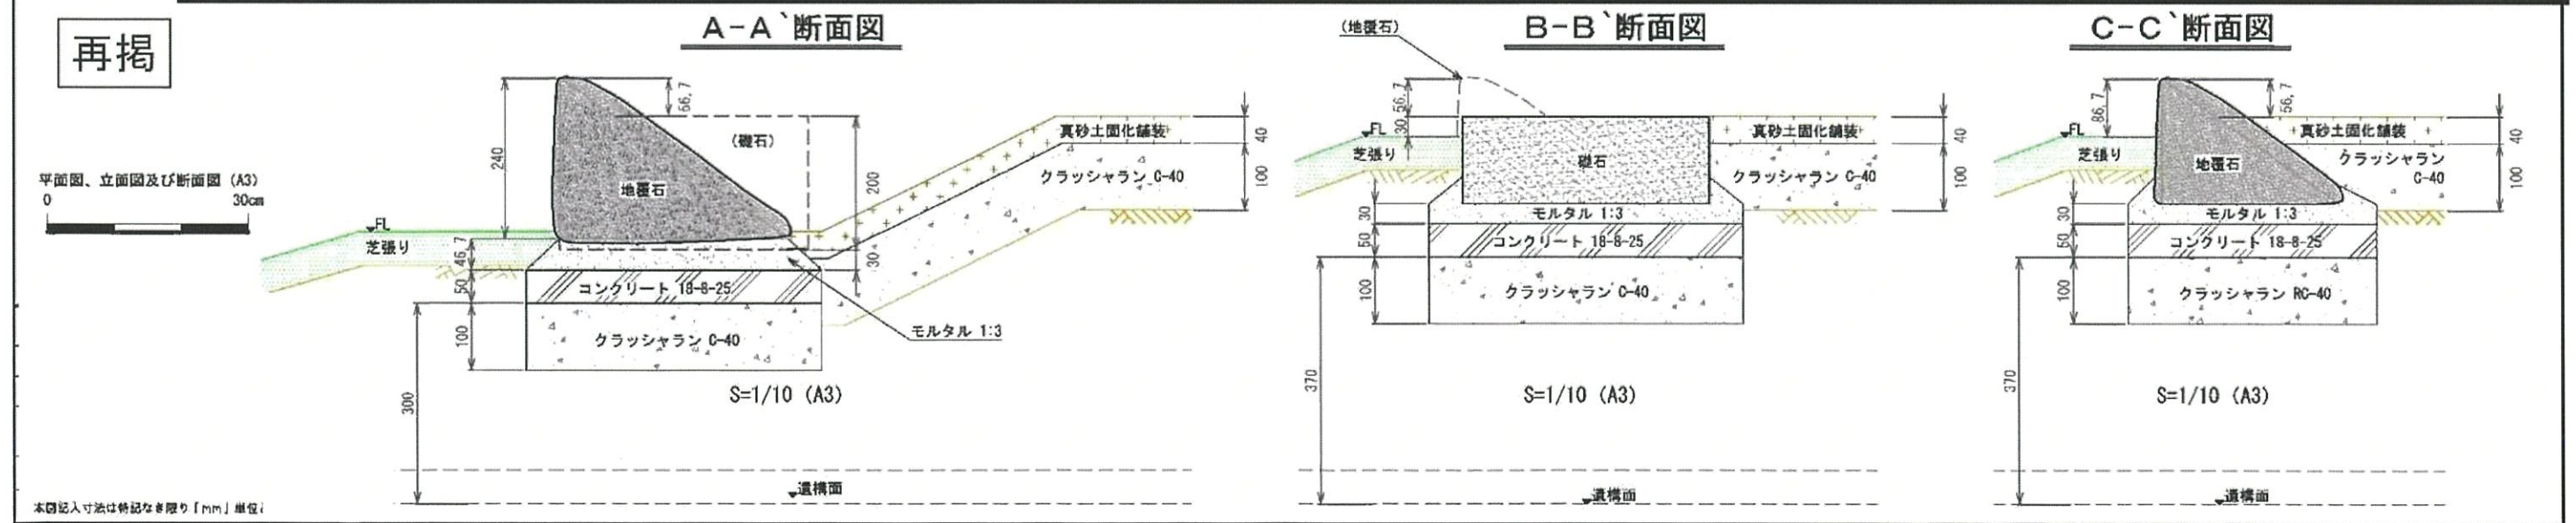 再掲
平面図、立面図及び断面図 (A3)
0 30cm
本図記入寸法は特記なき限り「mm」単位
A-A`断面図
56,7
240
(礎石)
地覆石
200
真砂土固化舗装
40
クラッシャラン C-40
100
FL
芝張り
46,7
30
50
コンクリート 18-8-25
100
クラッシャラン C-40
モルタル 1:3
300
S=1/10 (A3)
遺構面
B-B`断面図
(地覆石)
56,7
30
FL
芝張り
礎石
真砂土固化舗装
40
クラッシャラン C-40
100
30
モルタル 1:3
50
コンクリート 18-8-25
100
クラッシャラン C-40
370
S=1/10 (A3)
遺構面
C-C`断面図
86,7
56,7
FL
芝張り
地覆石
真砂土固化舗装
40
クラッシャラン
C-40
100
30
モルタル 1:3
50
コンクリート 18-8-25
100
クラッシャラン RC-40
370
S=1/10 (A3)
遺構面